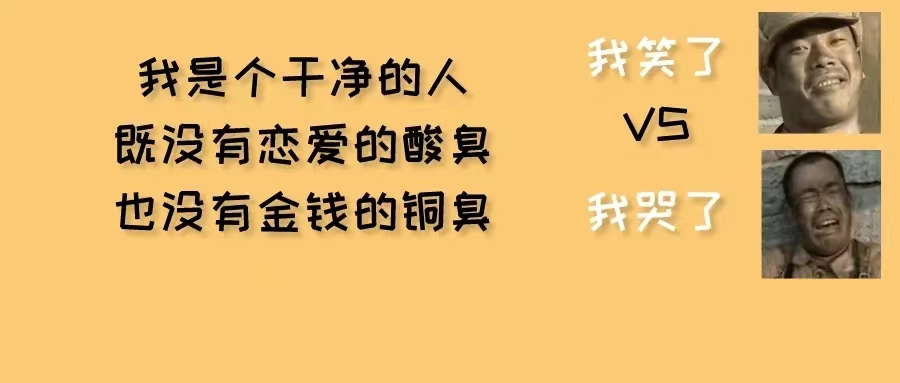 我是个干净的人
既没有恋爱的酸臭
也没有金钱的铜臭
我笑了
VS
我哭了